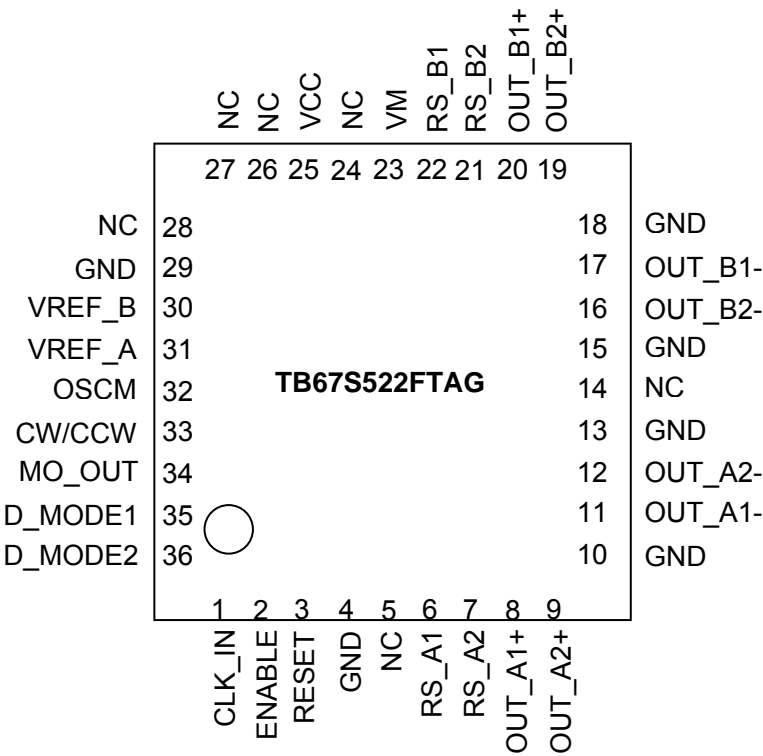 NC
NC
VCC
NC
VM
RS_B1
RS_B2
OUT_B1+
OUT_B2+
27 26 25 24 23 22 21 20 19
NC 28 18 GND
GND 29 17 OUT_B1-
VREF_B 30 16 OUT_B2-
VREF_A 31 15 GND
OSCM 32 TB67S522FTAG 14 NC
CW/CCW 33 13 GND
MO_OUT 34 12 OUT_A2-
D_MODE1 35 11 OUT_A1-
D_MODE2 36 10 GND
1 2 3 4 5 6 7 8 9
CLK_IN
ENABLE
RESET
GND
NC
RS_A1
RS_A2
OUT_A1+
OUT_A2+